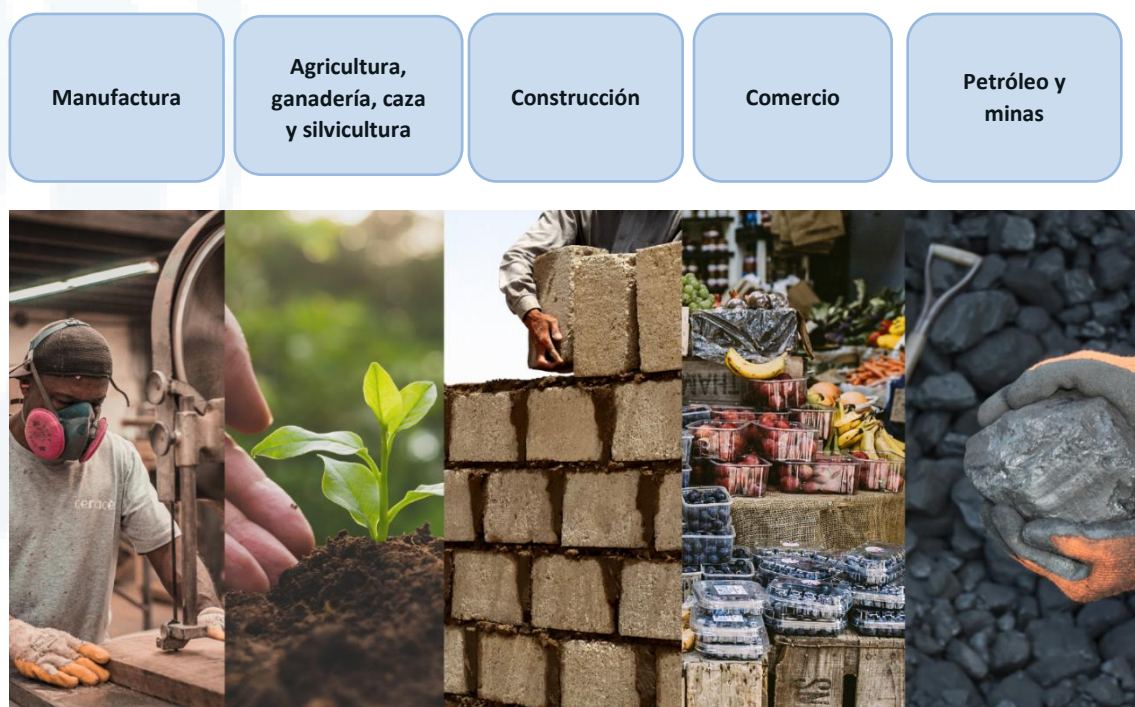 Manufactura
Agricultura,
ganadería, caza
y silvicultura
Construcción
Comercio
Petróleo y
minas